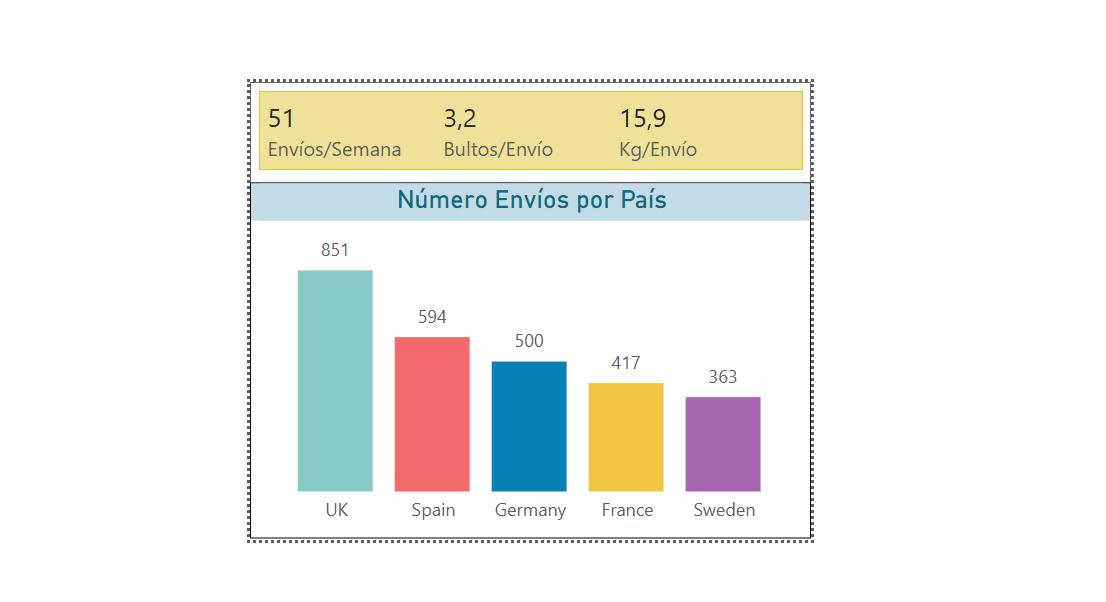 51 3,2 15,9
Envíos/Semana Bultos/Envío Kg/Envío
Número Envíos por País
851
594
500
417
363
UK Spain Germany France Sweden